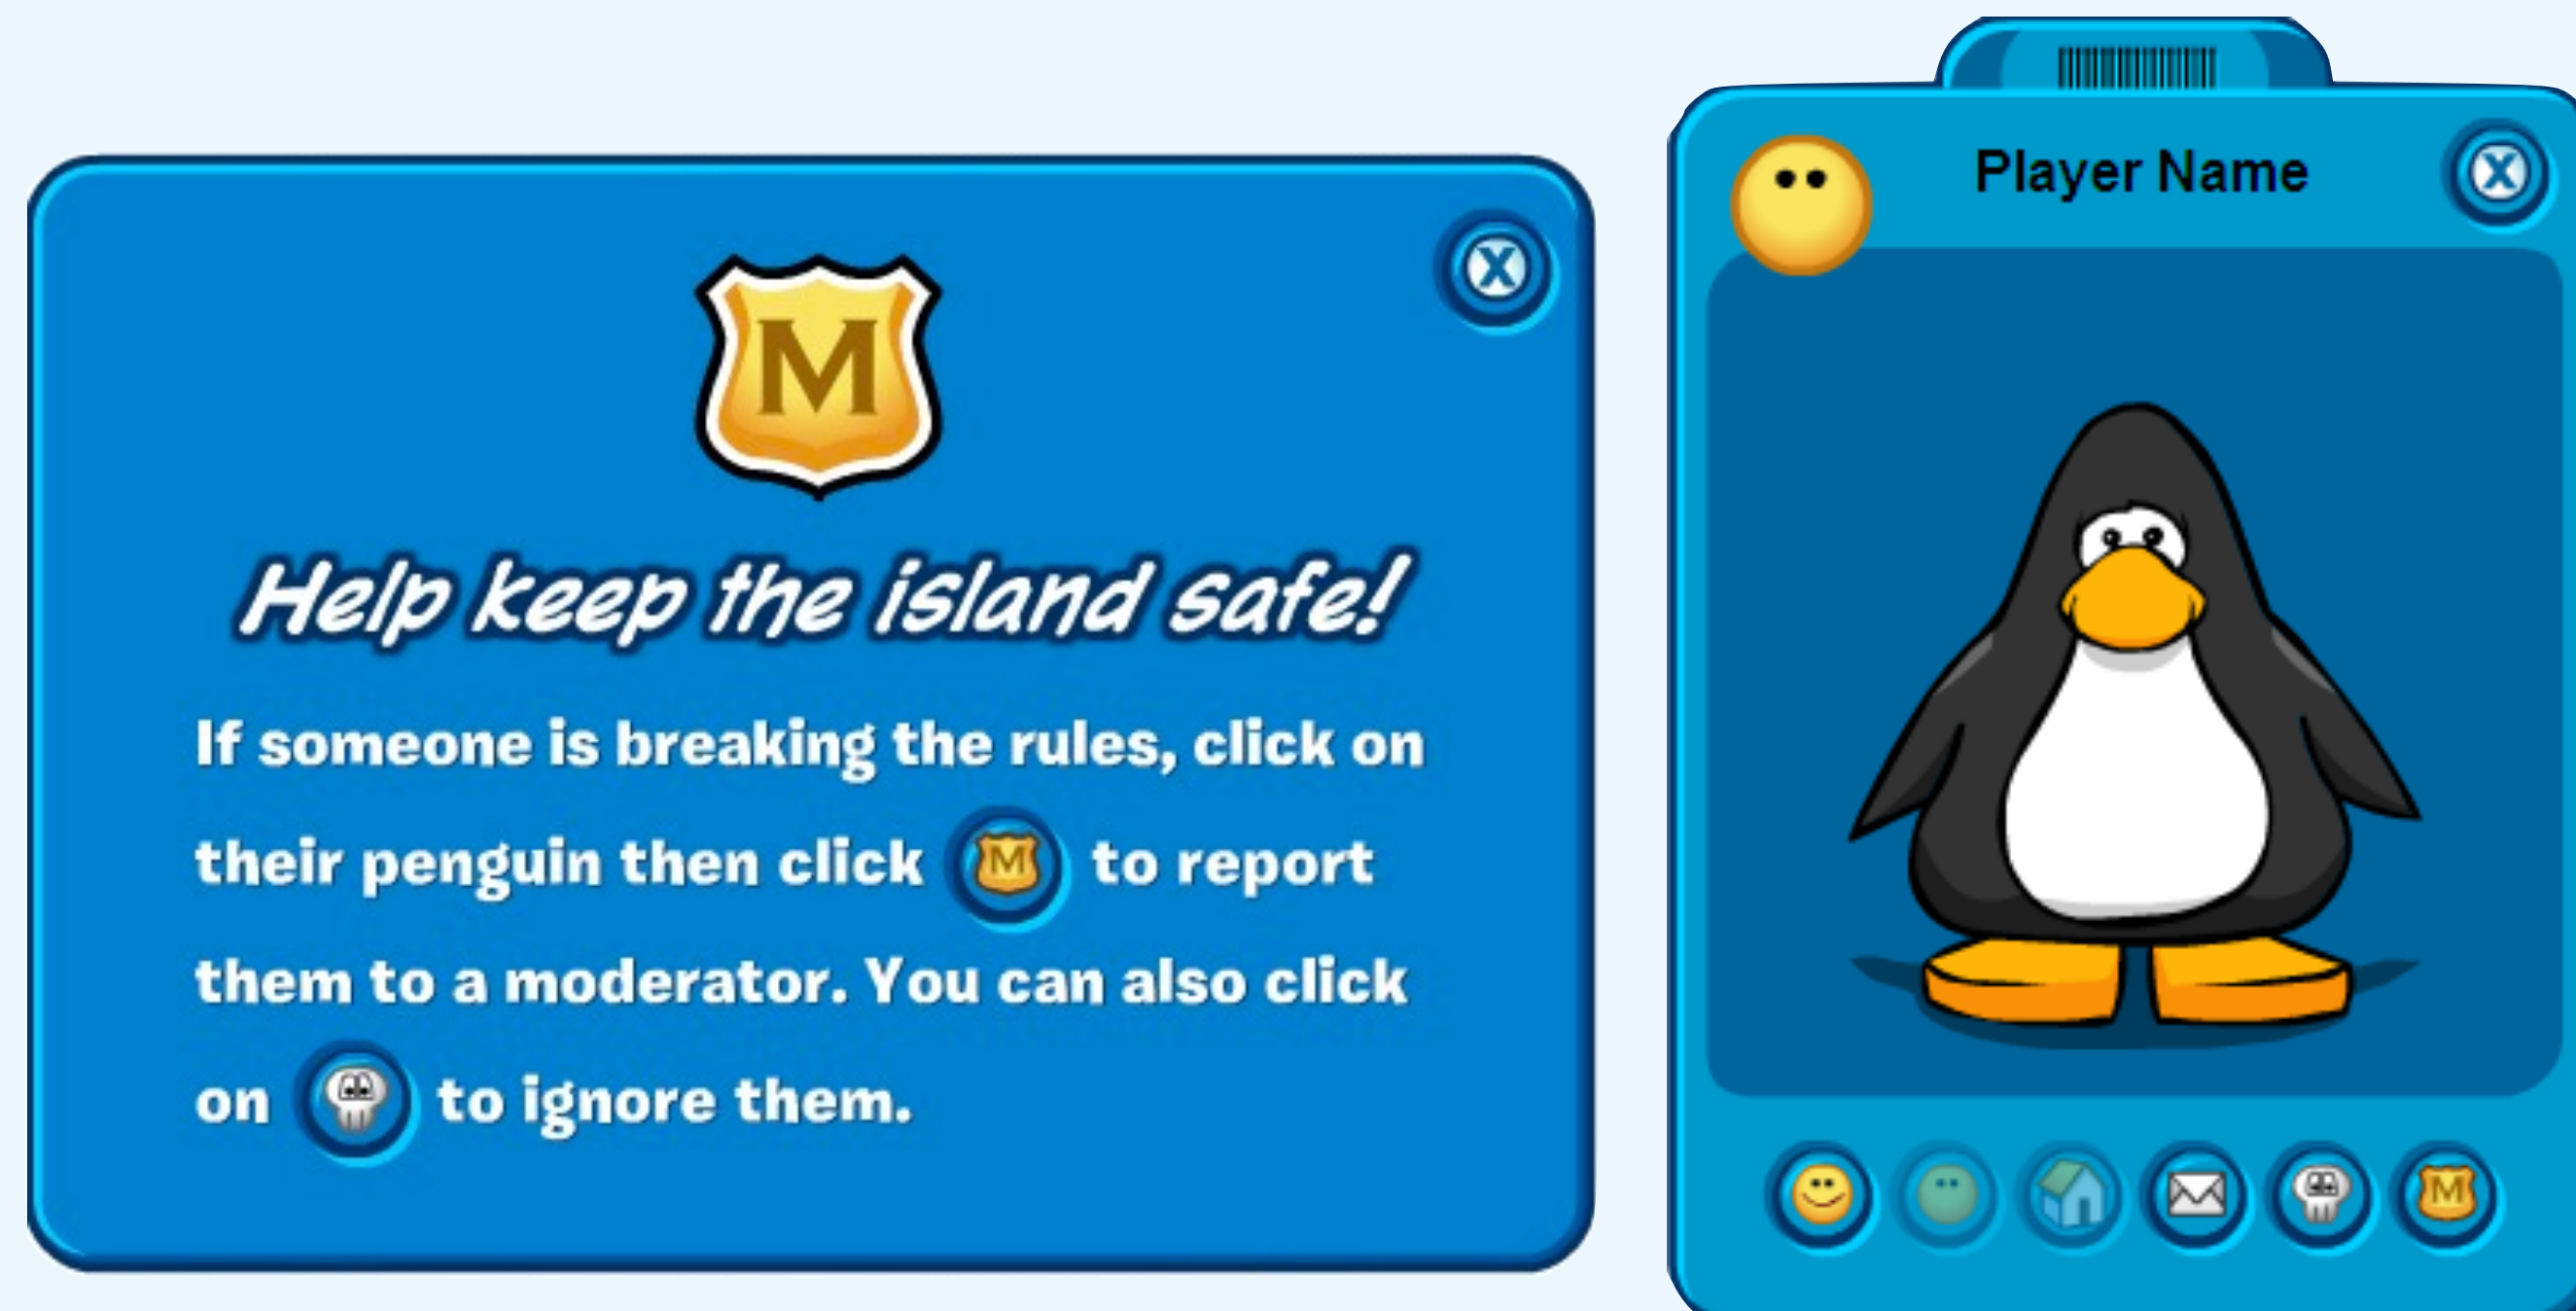 M
Help keep the island safe!
If someone is breaking the rules, click on
their penguin then click M to report
them to a moderator. You can also click
on to ignore them.
X
Player Name
X
M